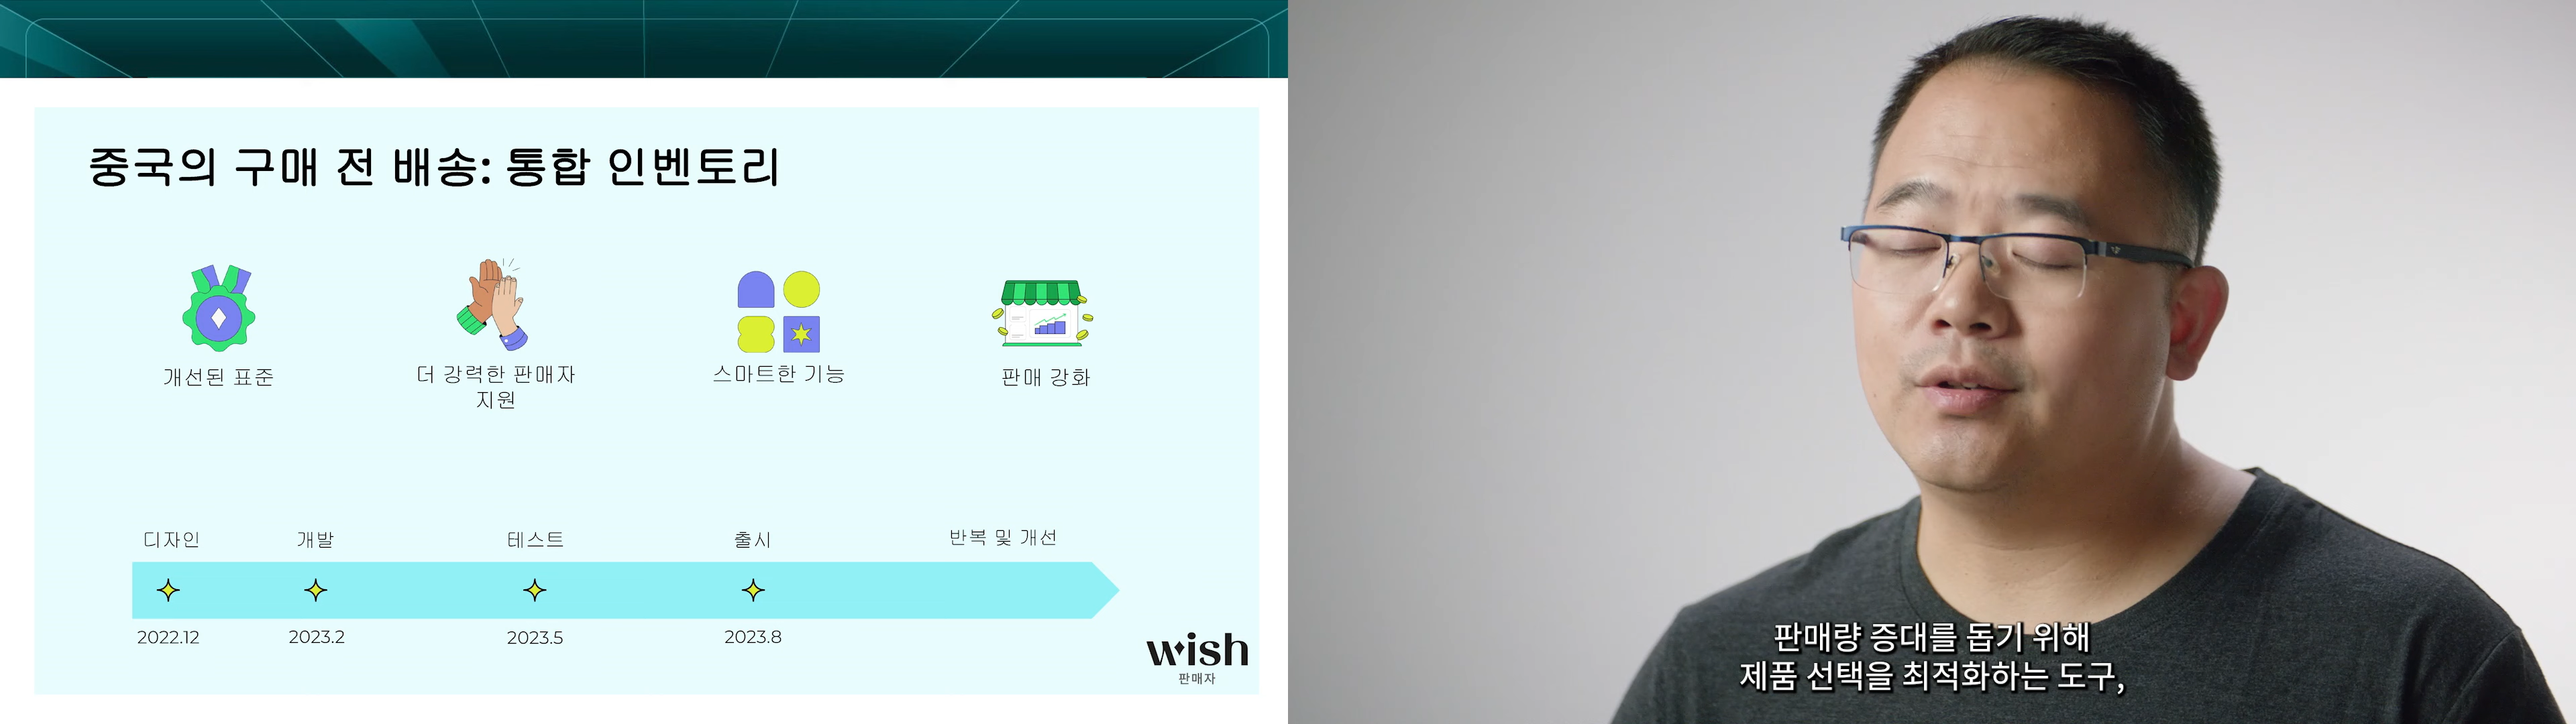 중국의 구매 전 배송: 통합 인벤토리
개선된 표준
더 강력한 판매자
지원
스마트한 기능
판매 강화
디자인
개발
테스트
출시
반복 및 개선
2022.12
2023.2
2023.5
2023.8
wish
판매자
판매량 증대를 돕기 위해
제품 선택을 최적화하는 도구,